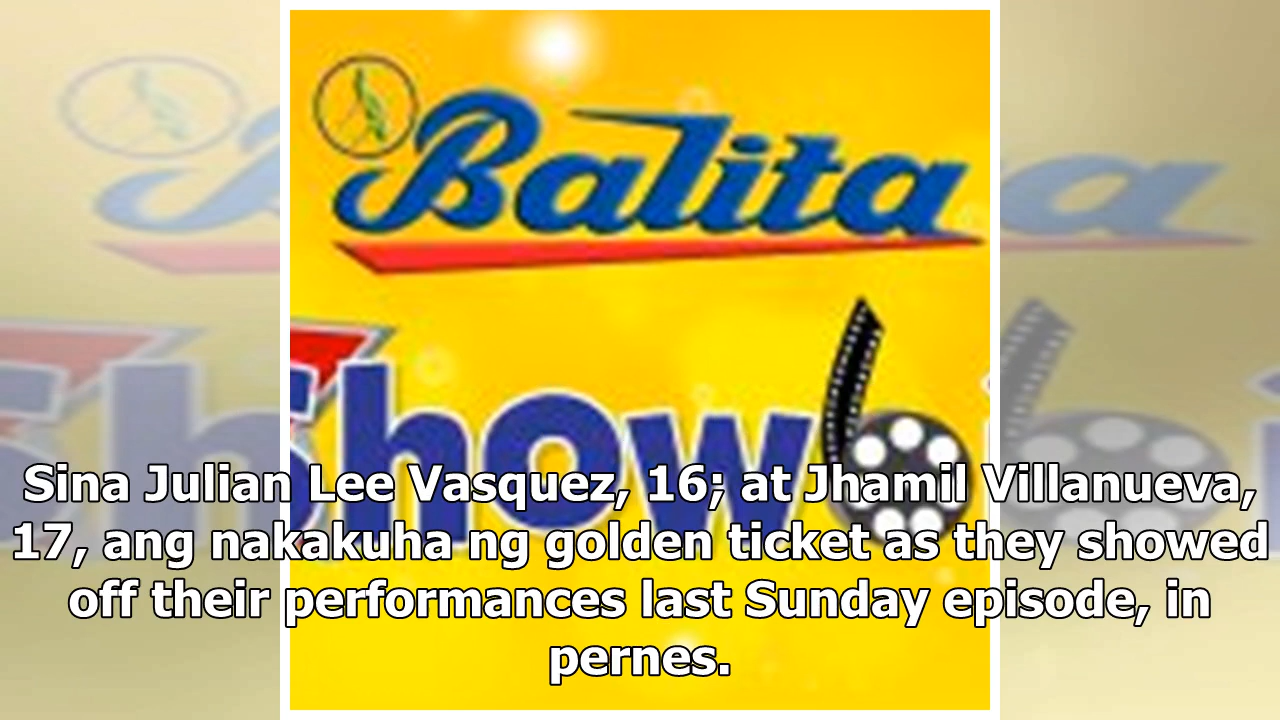 Balita
Showb
Sina Julian Lee Vasquez, 16; at Jhamil Villanueva,
17, ang nakakuha ng golden ticket as they showed
off their performances last Sunday episode, in
pernes.